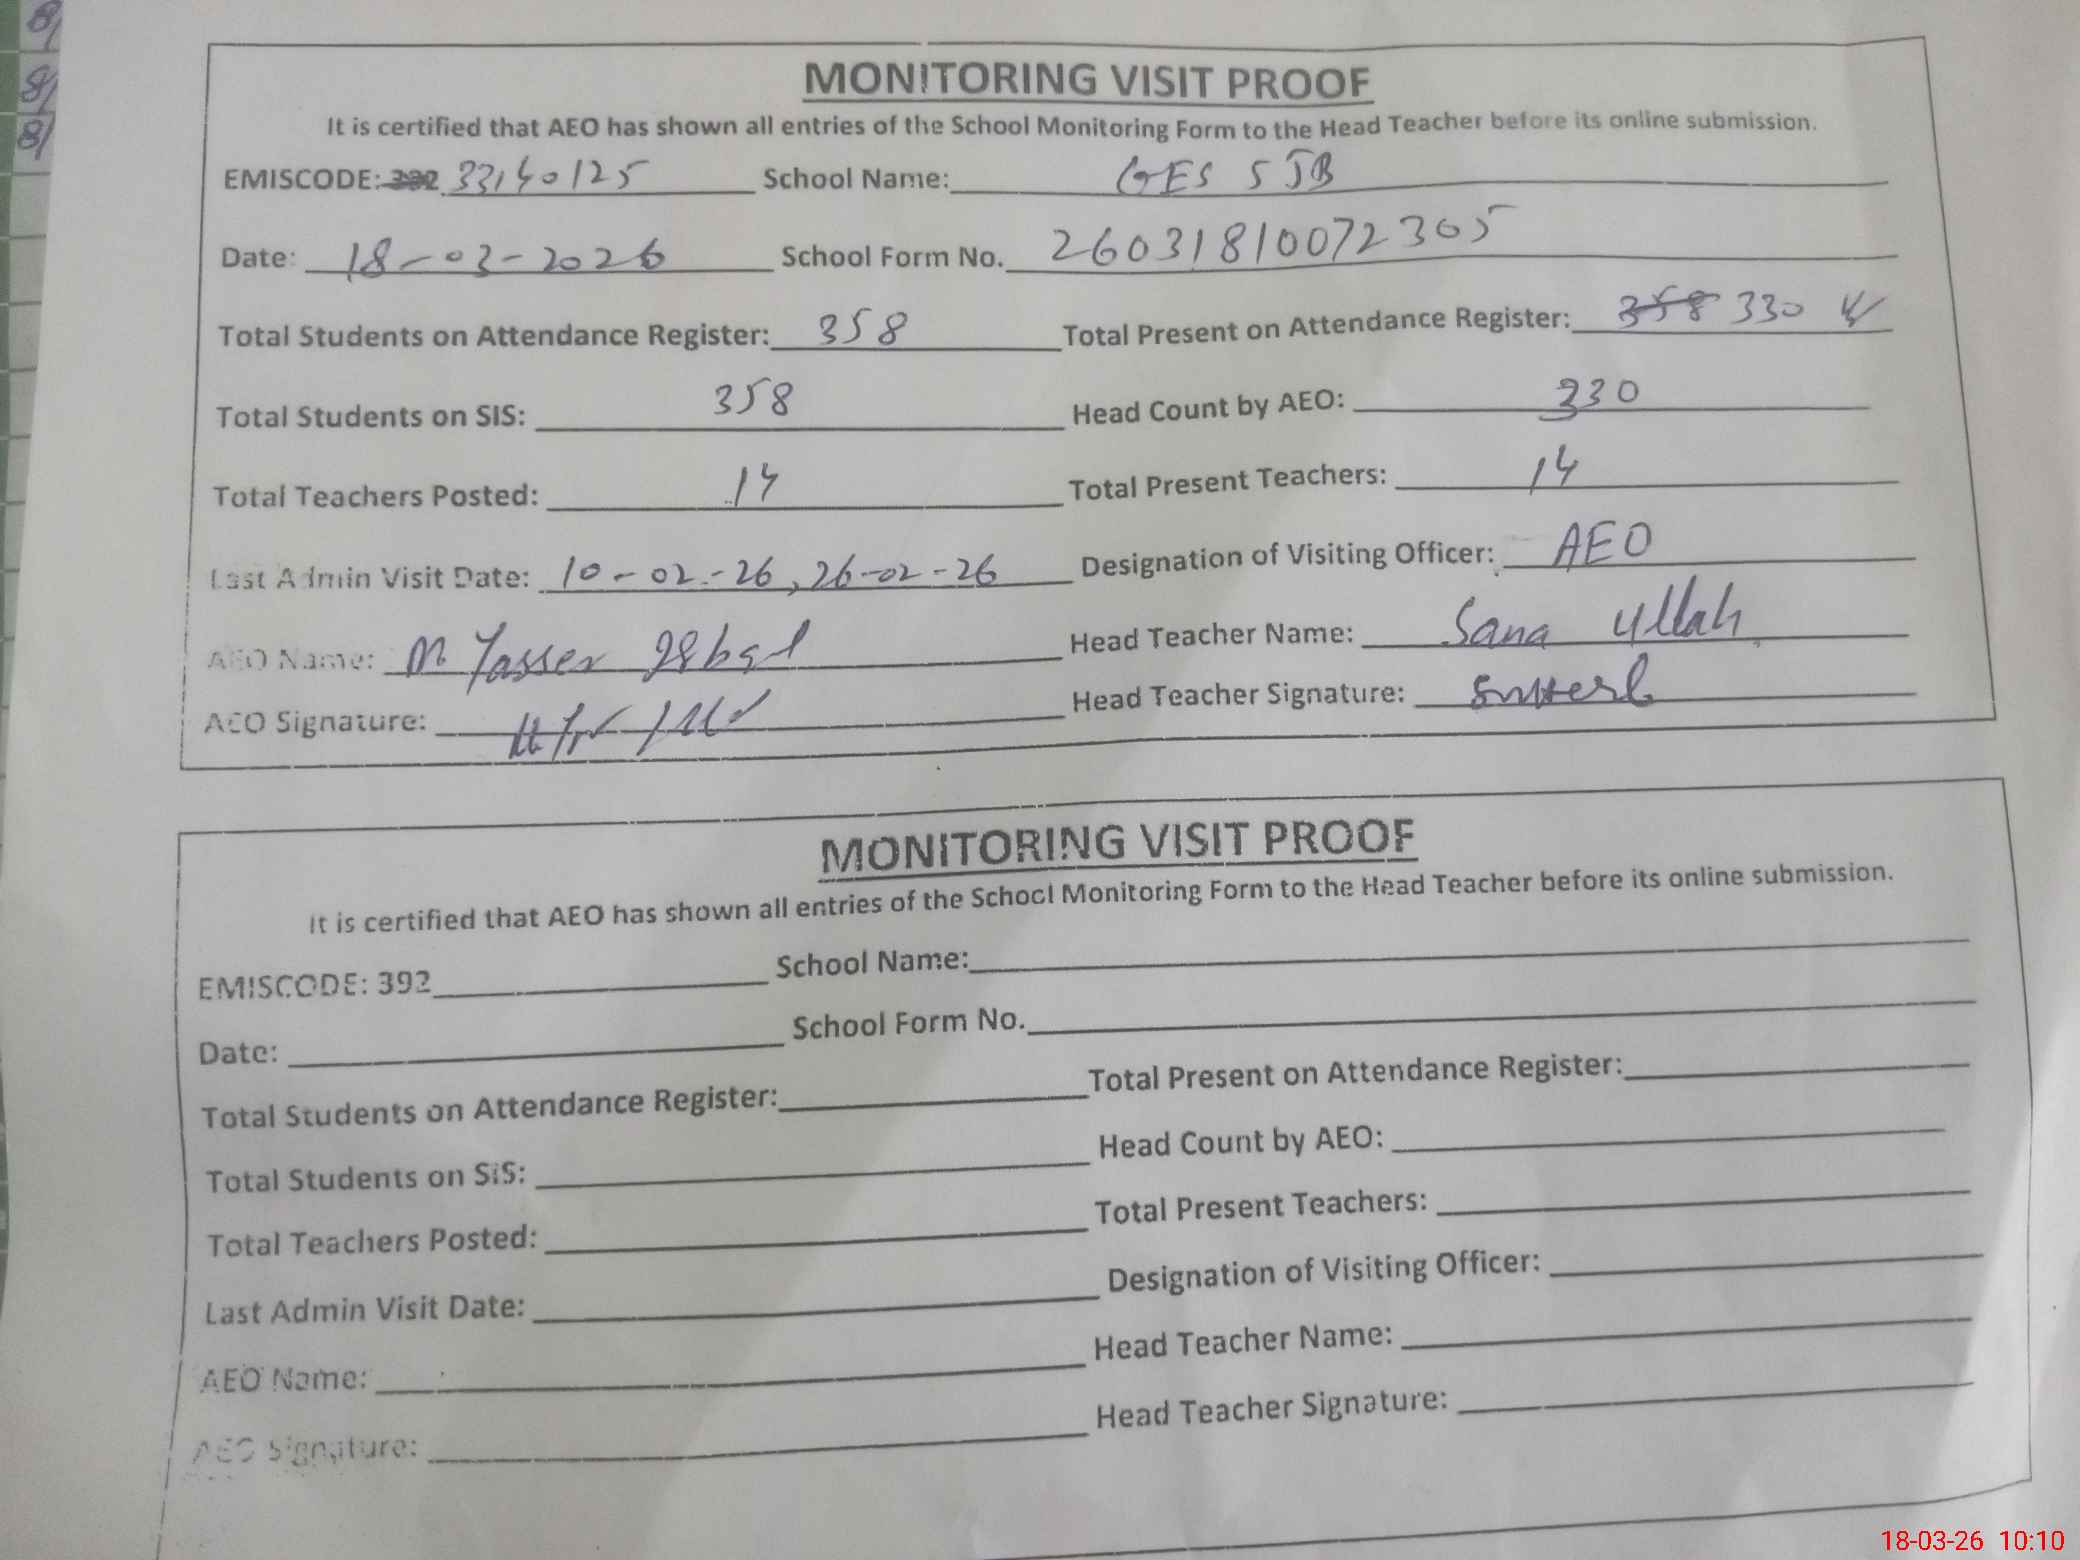 MONITORING VISIT PROOF
It is certified that AEO has shown all entries of the School Monitoring Form to the Head Teacher before its online submission.
EMISCODE: 392 33140125 School Name: GES 5 JB
Date: 18-03-2026 School Form No. 26031810072305
Total Students on Attendance Register: 358 Total Present on Attendance Register: 358 330
Total Students on SIS: 358 Head Count by AEO: 330
Total Teachers Posted: 14 Total Present Teachers: 14
Last Admin Visit Date: 10-02-26, 26-02-26 Designation of Visiting Officer: AEO
AEO Name: M Yasser Iqbal Head Teacher Name: Sana Ullah
AEO Signature: Head Teacher Signature:
MONITORING VISIT PROOF
It is certified that AEO has shown all entries of the School Monitoring Form to the Head Teacher before its online submission.
EMISCODE: 392 School Name:
Date: School Form No.
Total Students on Attendance Register: Total Present on Attendance Register:
Total Students on SIS: Head Count by AEO:
Total Teachers Posted: Total Present Teachers:
Last Admin Visit Date: Designation of Visiting Officer:
AEO Name: Head Teacher Name:
AEO Signature: Head Teacher Signature:
18-03-26 10:10